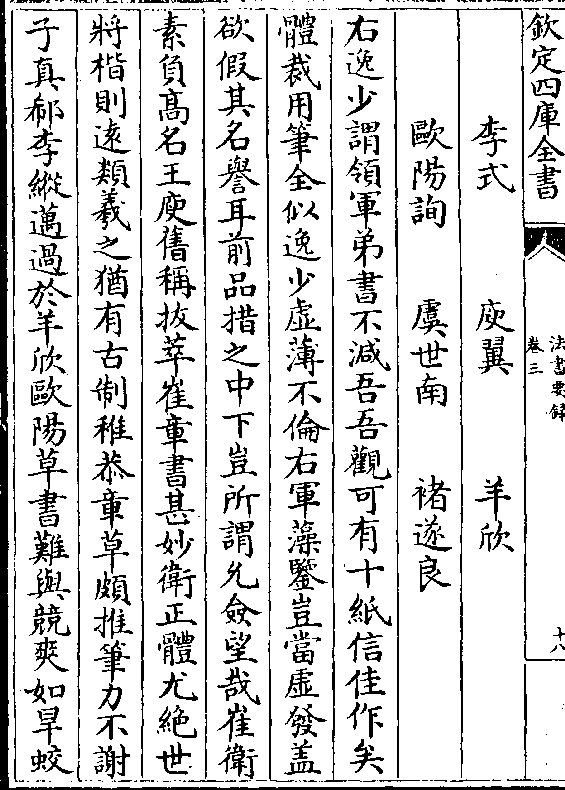 欽定四庫全書
法書要錄
卷三
十八
李式 庾翼 羊欣
歐陽詢 虞世南 褚遂良
右逸少謂領軍弟書不減吾吾觀可有十紙信佳作矣
體裁用筆全似逸少虛薄不倫右軍藻鑒豈當虛發盖
欲假其名譽耳前品措之中下豈所謂允僉望哉崔衛
素負髙名王庾舊稱抜萃崔章書甚妙衛正體尤絶世
將楷則逺類羲之猶有古制稚恭章草頗推筆力不謝
子真郗李縱邁過於羊欣歐陽草書難與競爽如旱蛟